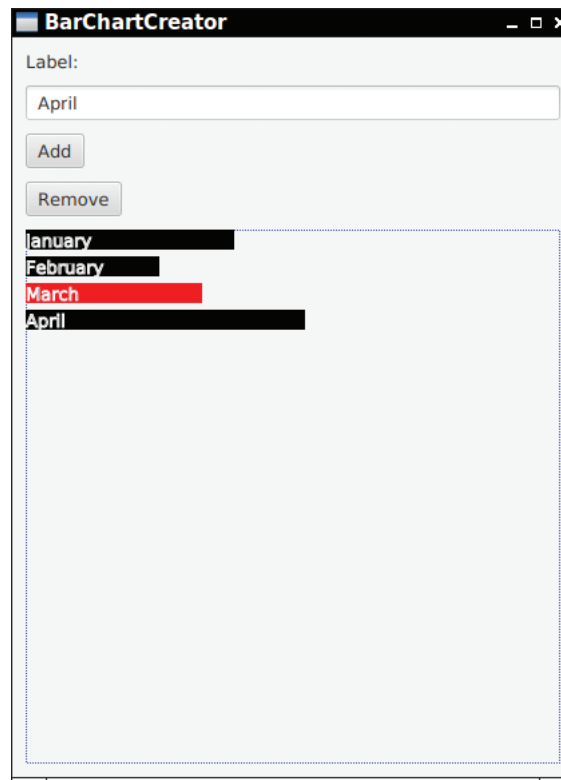 BarChartCreator
Label:
April
Add
Remove
January
February
March
April